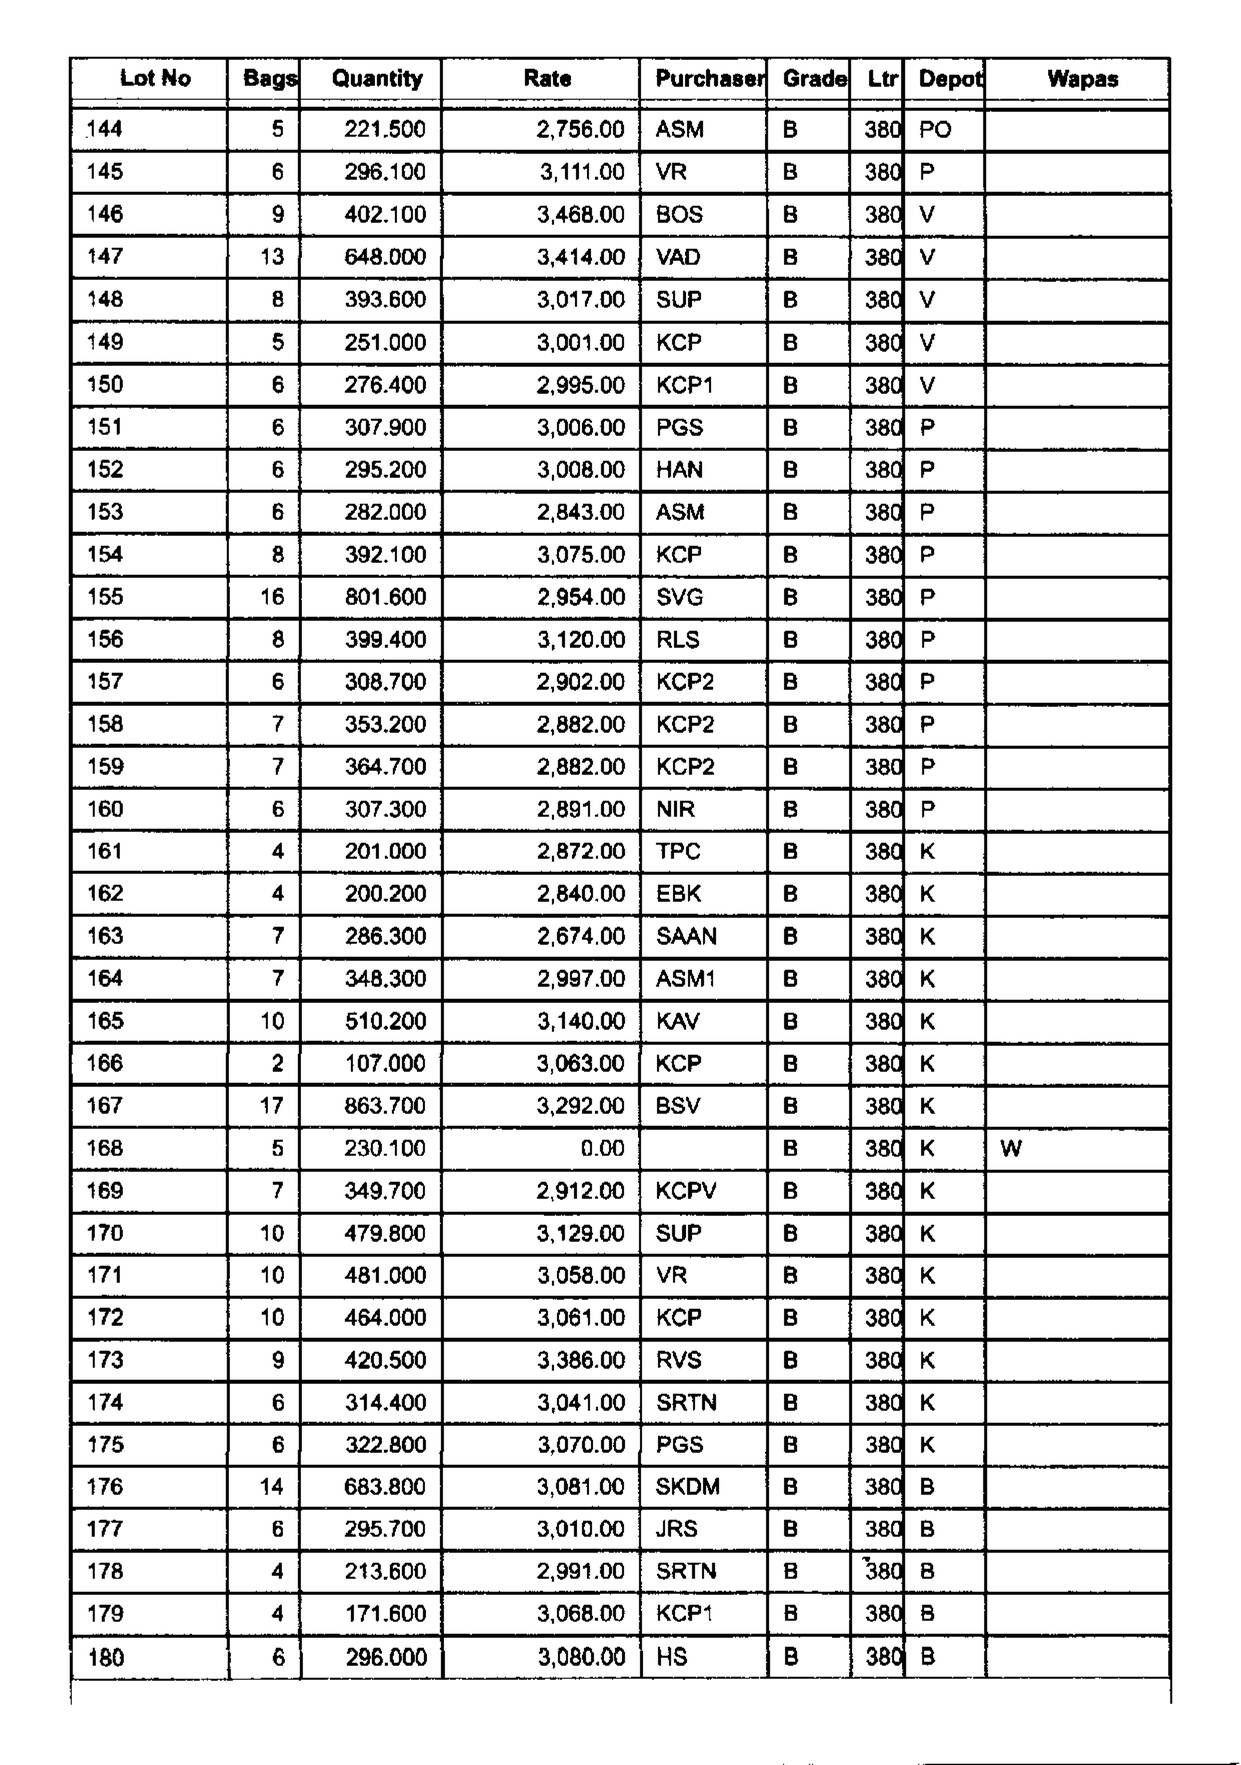 Lot No Bags Quantity Rate Purchaser Grade Ltr Depot Wapas
144 5 221.500 2,756.00 ASM B 380 PO
145 6 296.100 3,111.00 VR B 380 P
146 9 402.100 3,468.00 BOS B 380 V
147 13 648.000 3,414.00 VAD B 380 V
148 8 393.600 3,017.00 SUP B 380 V
149 5 251.000 3,001.00 KCP B 380 V
150 6 276.400 2,995.00 KCP1 B 380 V
151 6 307.900 3,006.00 PGS B 380 P
152 6 295.200 3,008.00 HAN B 380 P
153 6 282.000 2,843.00 ASM B 380 P
154 8 392.100 3,075.00 KCP B 380 P
155 16 801.600 2,954.00 SVG B 380 P
156 8 399.400 3,120.00 RLS B 380 P
157 6 308.700 2,902.00 KCP2 B 380 P
158 7 353.200 2,882.00 KCP2 B 380 P
159 7 364.700 2,882.00 KCP2 B 380 P
160 6 307.300 2,891.00 NIR B 380 P
161 4 201.000 2,872.00 TPC B 380 K
162 4 200.200 2,840.00 EBK B 380 K
163 7 286.300 2,674.00 SAAN B 380 K
164 7 348.300 2,997.00 ASM1 B 380 K
165 10 510.200 3,140.00 KAV B 380 K
166 2 107.000 3,063.00 KCP B 380 K
167 17 863.700 3,292.00 BSV B 380 K
168 5 230.100 0.00 B 380 K W
169 7 349.700 2,912.00 KCPV B 380 K
170 10 479.800 3,129.00 SUP B 380 K
171 10 481.000 3,058.00 VR B 380 K
172 10 464.000 3,061.00 KCP B 380 K
173 9 420.500 3,386.00 RVS B 380 K
174 6 314.400 3,041.00 SRTN B 380 K
175 6 322.800 3,070.00 PGS B 380 K
176 14 683.800 3,081.00 SKDM B 380 B
177 6 295.700 3,010.00 JRS B 380 B
178 4 213.600 2,991.00 SRTN B 380 B
179 4 171.600 3,068.00 KCP1 B 380 B
180 6 296.000 3,080.00 HS B 380 B